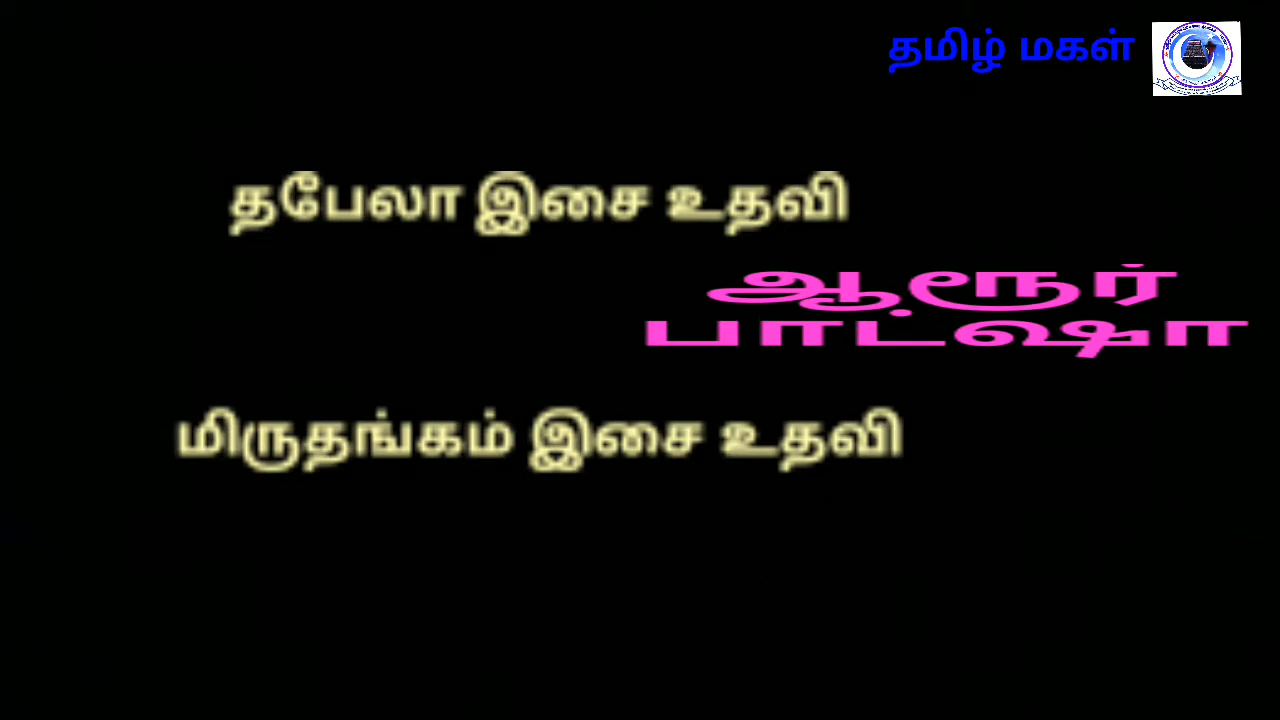 தமிழ் மகள்
தபேலா இசை உதவி
ஆரூர்
பாட்ஷா
மிருதங்கம் இசை உதவி